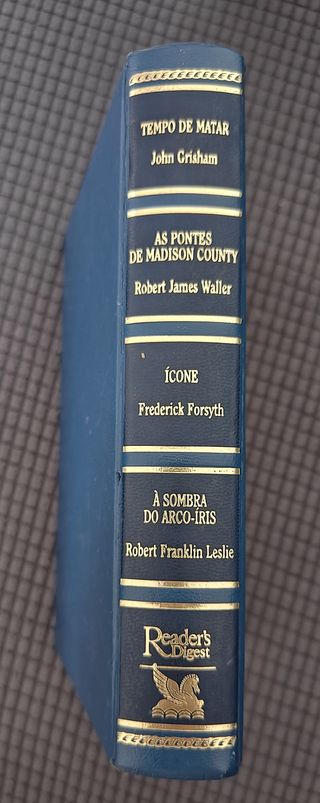 TEMPO DE MATAR
John Grisham
AS PONTES
DE MADISON COUNTY
Robert James Waller
ÍCONE
Frederick Forsyth
À SOMBRA
DO ARCO-ÍRIS
Robert Franklin Leslie
Reader's
Digest